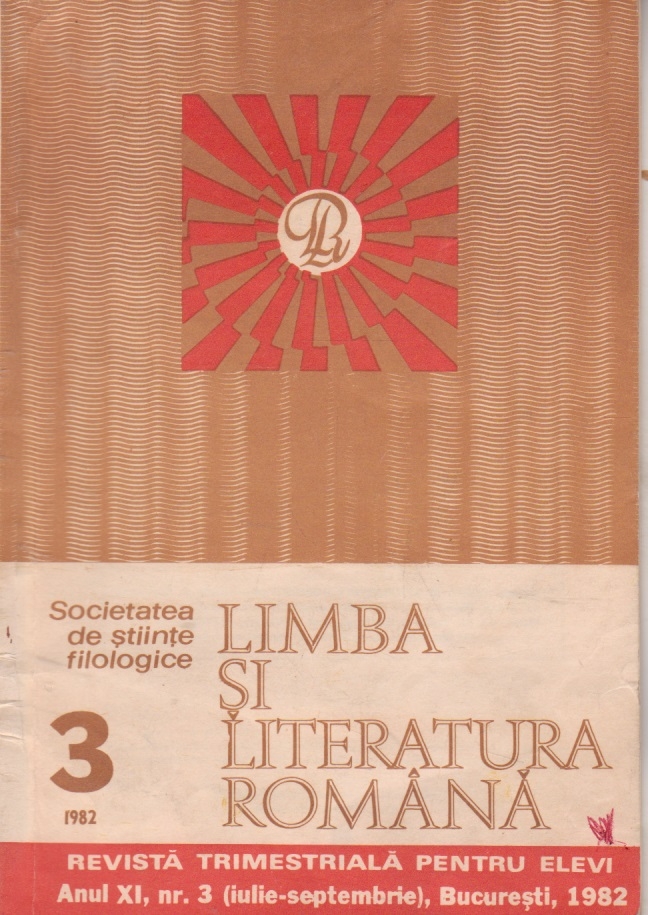 LR
Societatea
de științe
filologice
LIMBA
ȘI
LITERATURA
ROMÂNĂ
3
1982
REVISTĂ TRIMESTRIALĂ PENTRU ELEVI
Anul XI, nr. 3 (iulie-septembrie), București, 1982